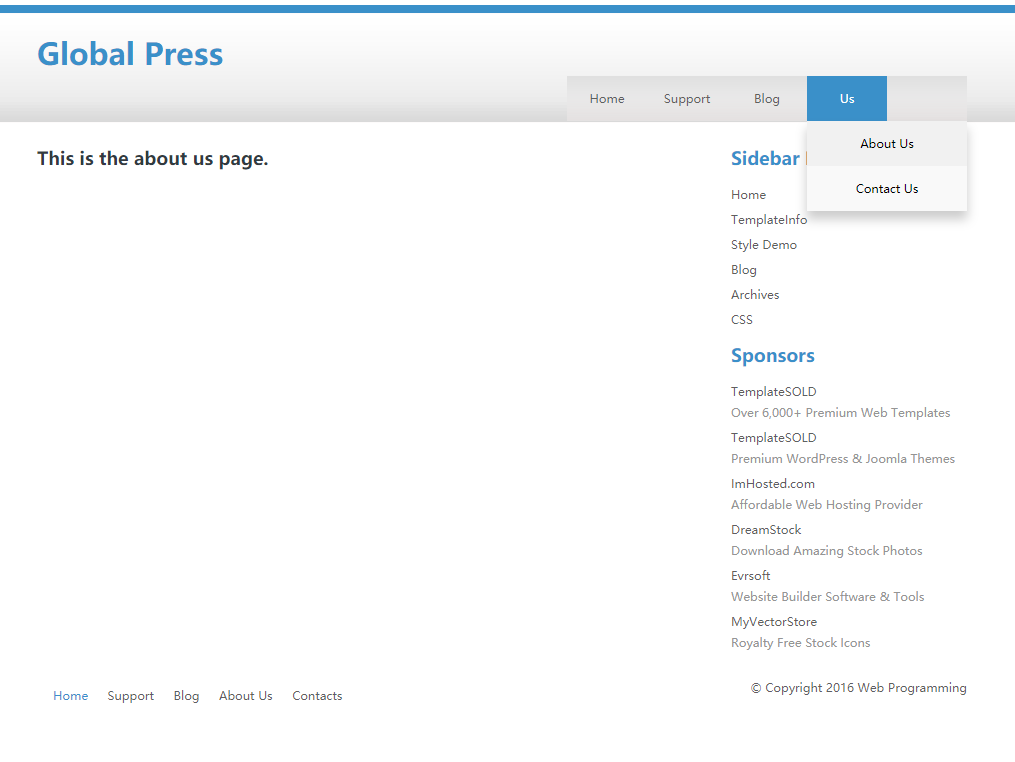 Global Press
Home Support Blog Us
About Us
Contact Us
This is the about us page.
Sidebar
Home
TemplateInfo
Style Demo
Blog
Archives
CSS
Sponsors
TemplateSOLD
Over 6,000+ Premium Web Templates
TemplateSOLD
Premium WordPress & Joomla Themes
ImHosted.com
Affordable Web Hosting Provider
DreamStock
Download Amazing Stock Photos
Evrsoft
Website Builder Software & Tools
MyVectorStore
Royalty Free Stock Icons
Home Support Blog About Us Contacts
© Copyright 2016 Web Programming